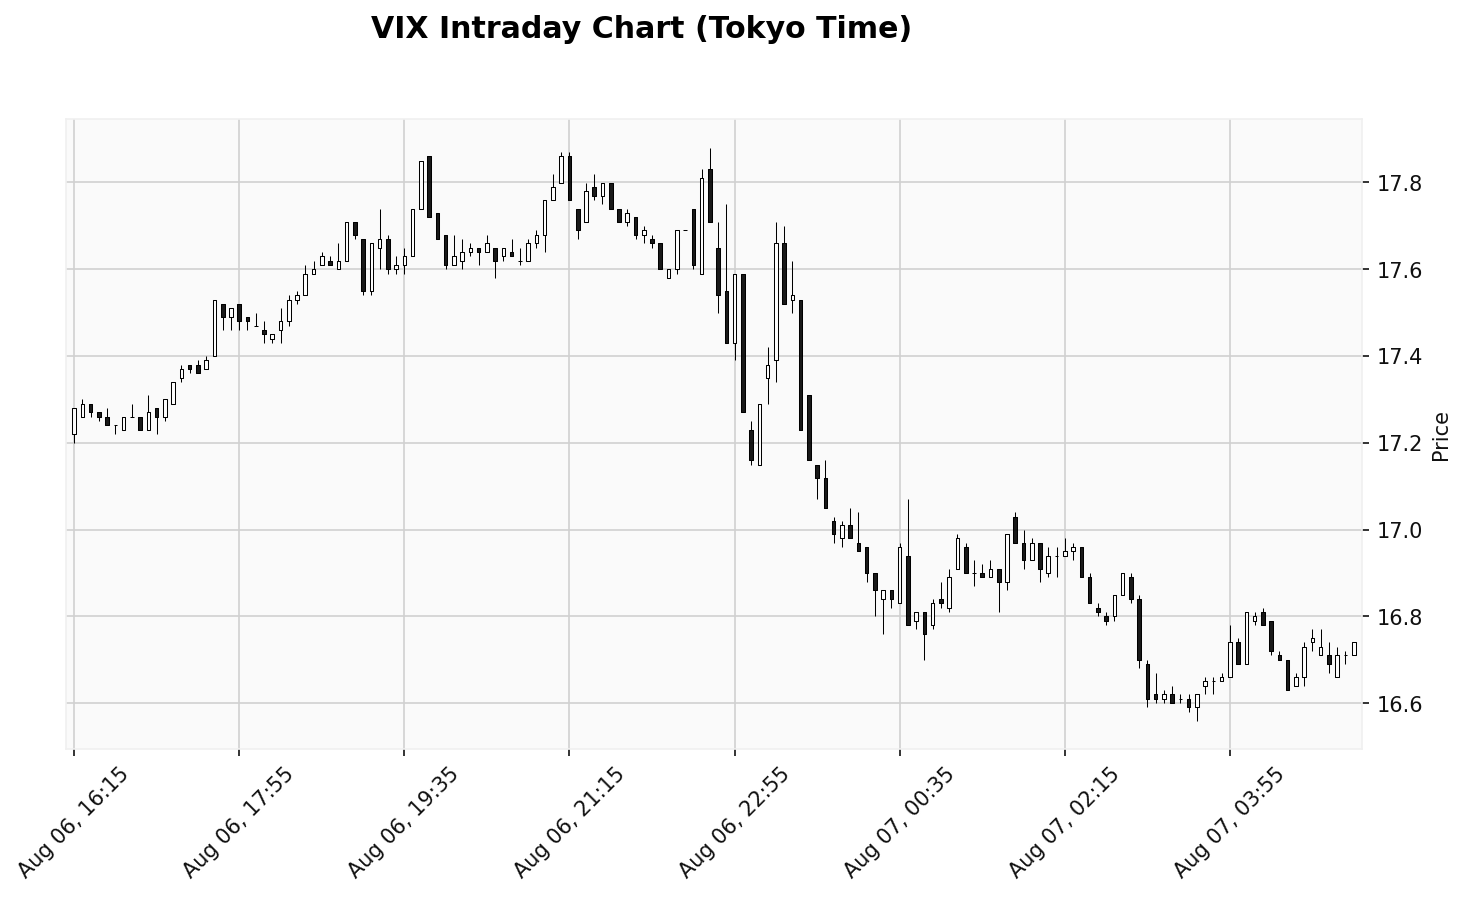 VIX Intraday Chart (Tokyo Time)
17.8
17.6
17.4
17.2
17.0
16.8
16.6
Price
Aug 06, 16:15
Aug 06, 17:55
Aug 06, 19:35
Aug 06, 21:15
Aug 06, 22:55
Aug 07, 00:35
Aug 07, 02:15
Aug 07, 03:55